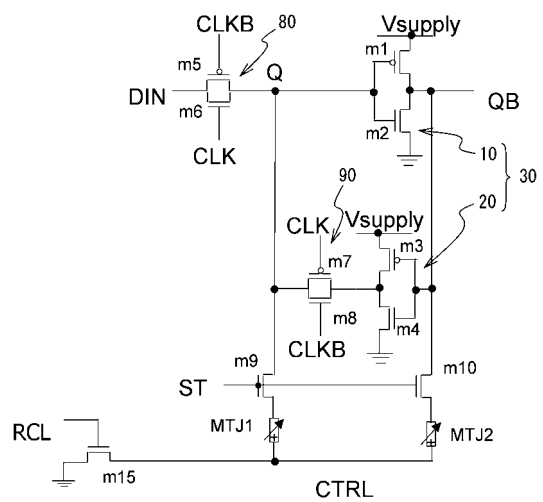 CLKB
80
Vsupply
m1
m5
Q
DIN
QB
m6
m2
CLK
10
30
90
20
CLK
Vsupply
m3
m7
m8
m4
CLKB
m9
m10
ST
RCL
MTJ1
MTJ2
m15
CTRL